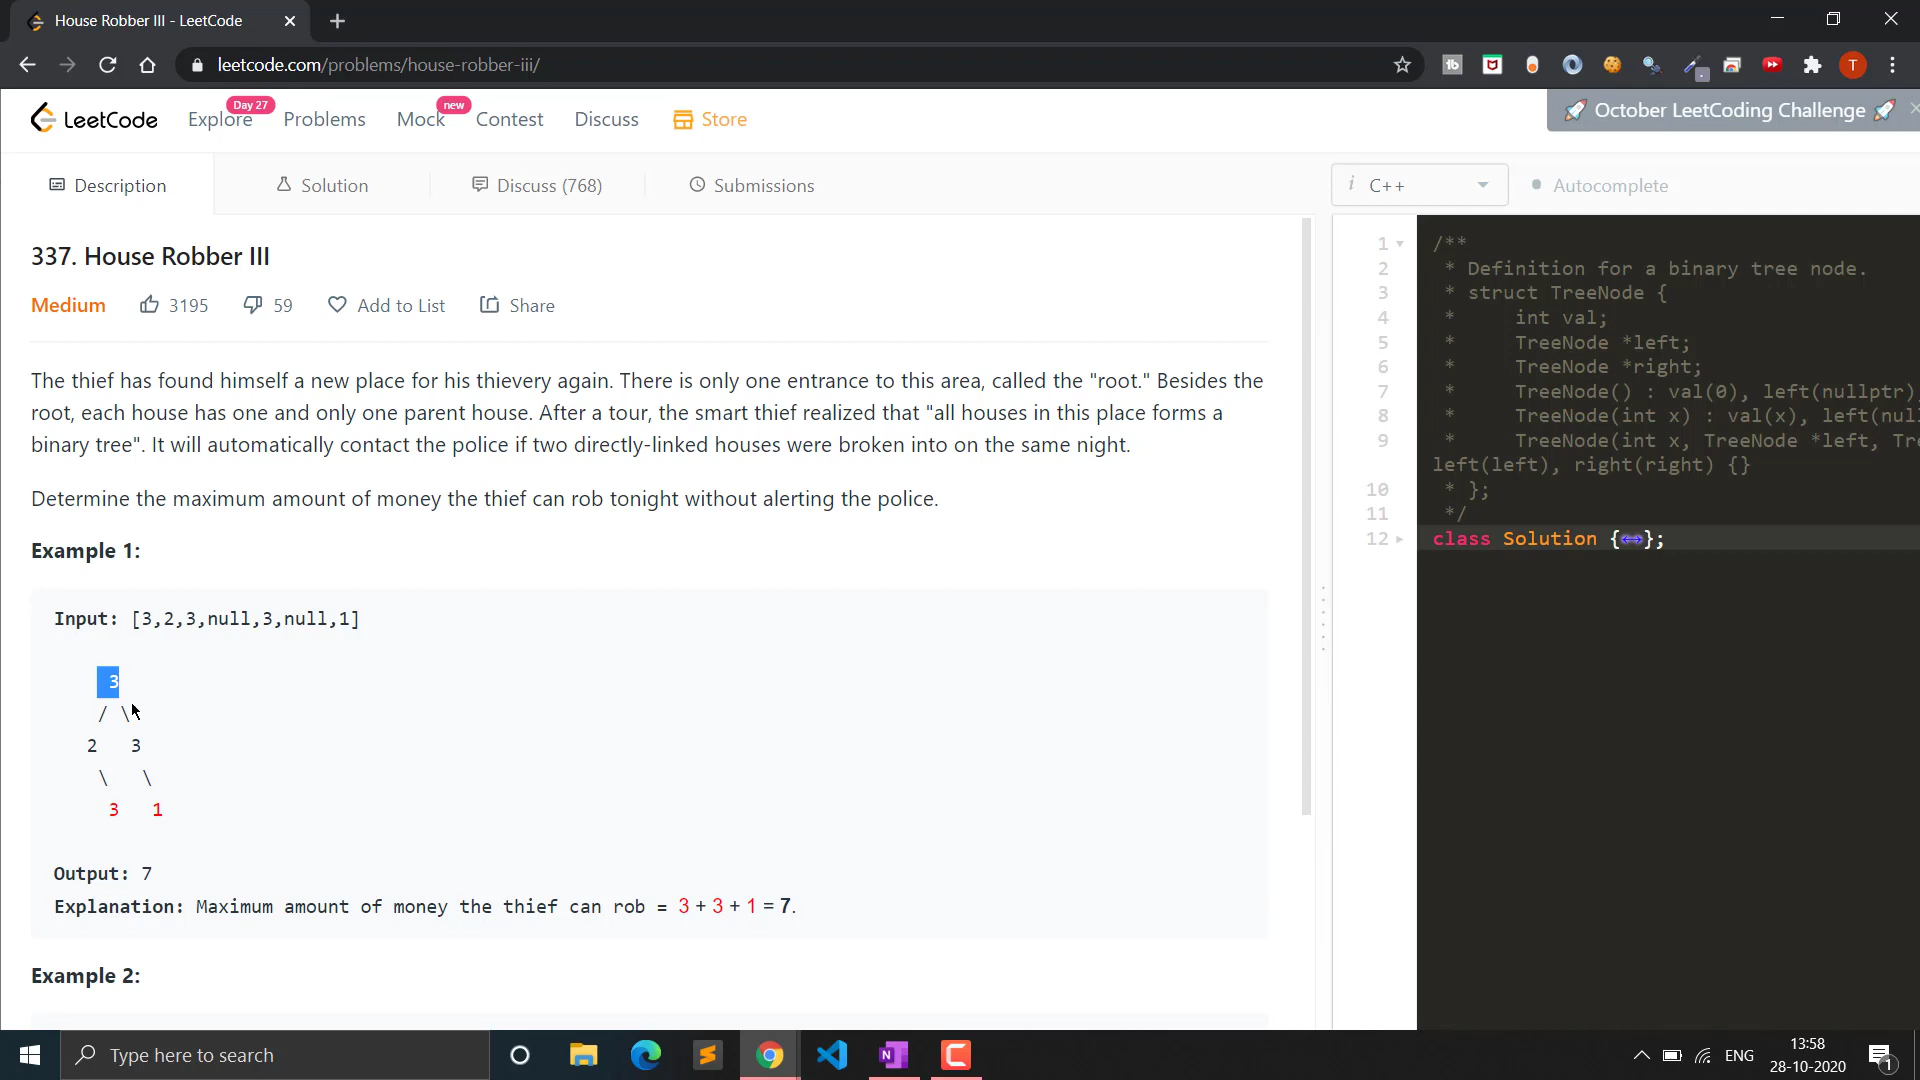 House Robber III - LeetCode
leetcode.com/problems/house-robber-iii/
T
LeetCode
Explore
Day 27
Problems
Mock
new
Contest
Discuss
Store
🚀 October LeetCoding Challenge 🚀
Description
Solution
Discuss (768)
Submissions
i C++
Autocomplete
337. House Robber III
Medium
3195
59
Add to List
Share
The thief has found himself a new place for his thievery again. There is only one entrance to this area, called the "root." Besides the
root, each house has one and only one parent house. After a tour, the smart thief realized that "all houses in this place forms a
binary tree". It will automatically contact the police if two directly-linked houses were broken into on the same night.
Determine the maximum amount of money the thief can rob tonight without alerting the police.
Example 1:
Input: [3,2,3,null,3,null,1]
3
/ \
2 3
\ \
3 1
Output: 7
Explanation: Maximum amount of money the thief can rob = 3 + 3 + 1 = 7.
Example 2:
1 /**
2 * Definition for a binary tree node.
3 * struct TreeNode {
4 * int val;
5 * TreeNode *left;
6 * TreeNode *right;
7 * TreeNode() : val(0), left(nullptr)
8 * TreeNode(int x) : val(x), left(nul
9 * TreeNode(int x, TreeNode *left, Tre
left(left), right(right) {}
10 * };
11 */
12 class Solution {↔};
Type here to search
ENG
13:58
28-10-2020
1